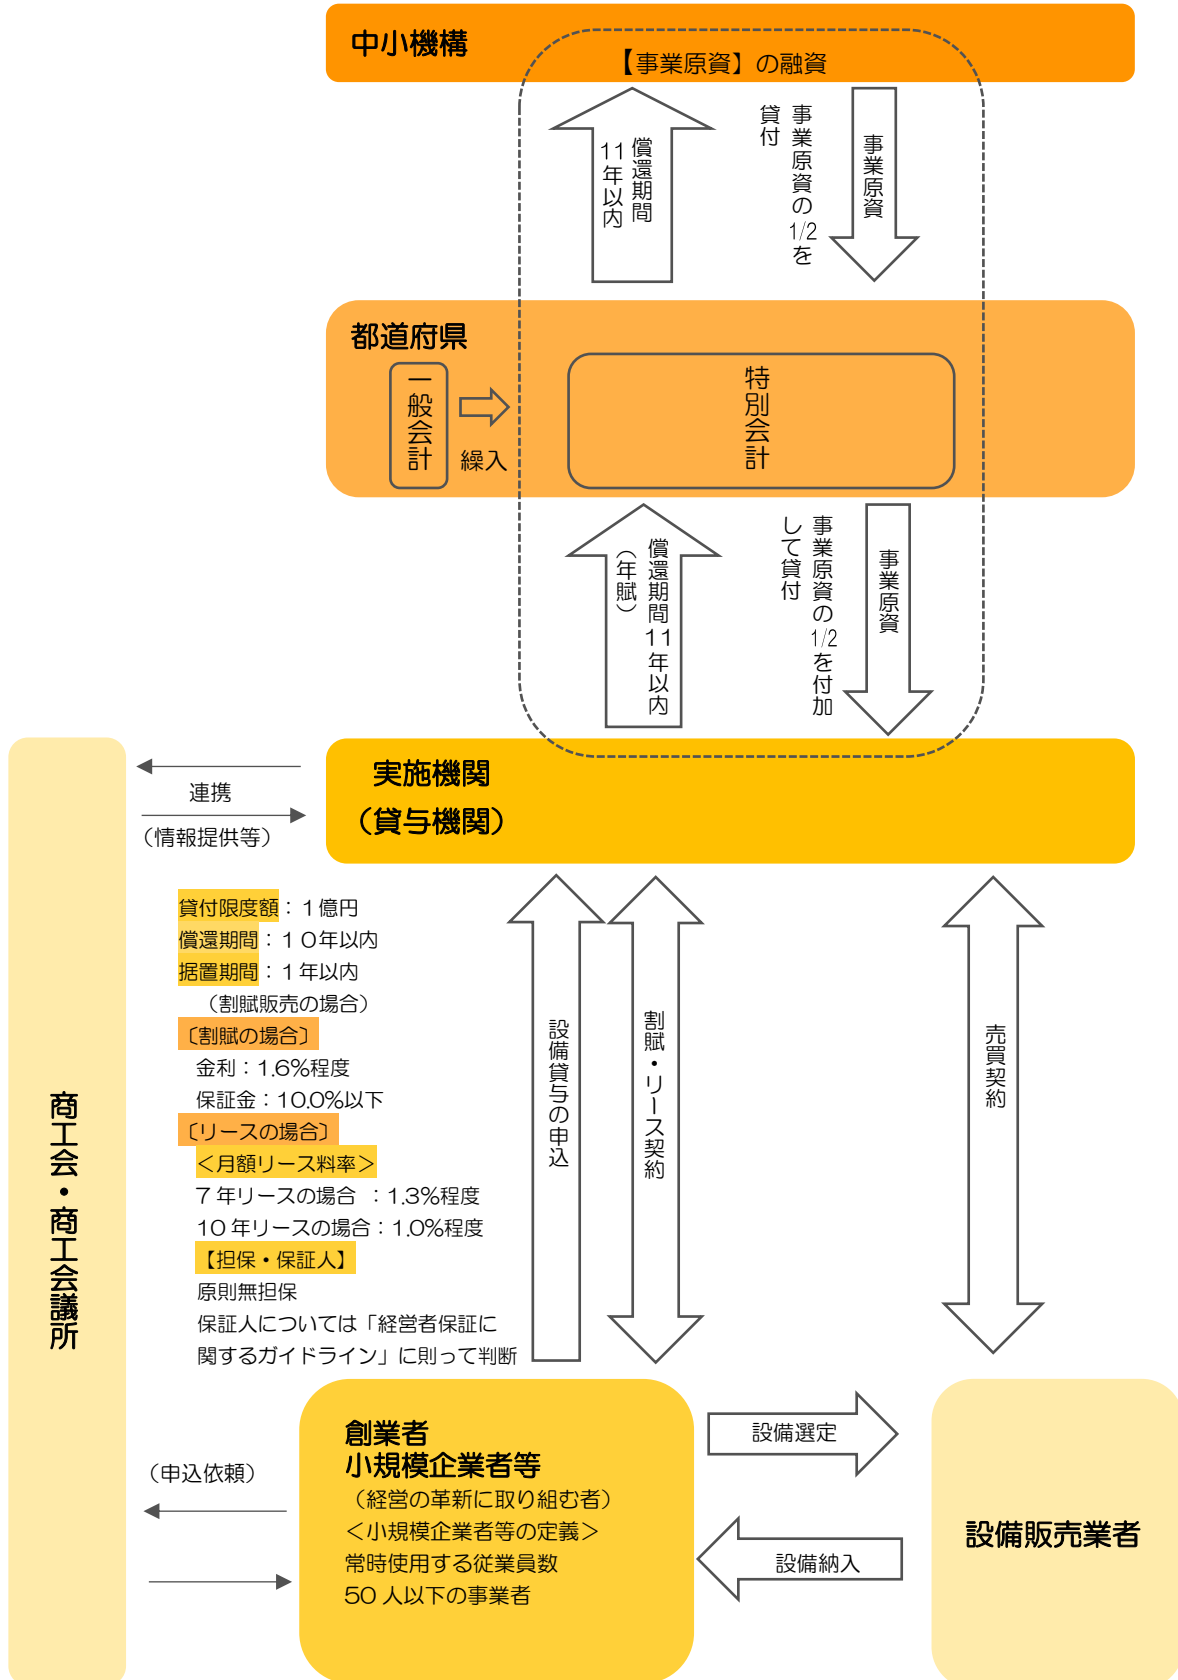 中小機構
【事業原資】の融資
償還期間
11年以内
事業原資の1/2を
貸付
事業原資
都道府県
一般会計
繰入
特別会計
償還期間11年以内
(年賦)
事業原資の1/2を付加
して貸付
事業原資
実施機関
(貸与機関)
連携
(情報提供等)
貸付限度額：1億円
償還期間：10年以内
据置期間：1年以内
(割賦販売の場合)
〔割賦の場合〕
金利：1.6%程度
保証金：10.0%以下
〔リースの場合〕
<月額リース料率>
7年リースの場合 ：1.3%程度
10年リースの場合：1.0%程度
【担保・保証人】
原則無担保
保証人については「経営者保証に
関するガイドライン」に則って判断
設備貸与の申込
割賦・リース契約
売買契約
商工会・商工会議所
(申込依頼)
創業者
小規模企業者等
(経営の革新に取り組む者)
<小規模企業者等の定義>
常時使用する従業員数
50人以下の事業者
設備選定
設備納入
設備販売業者